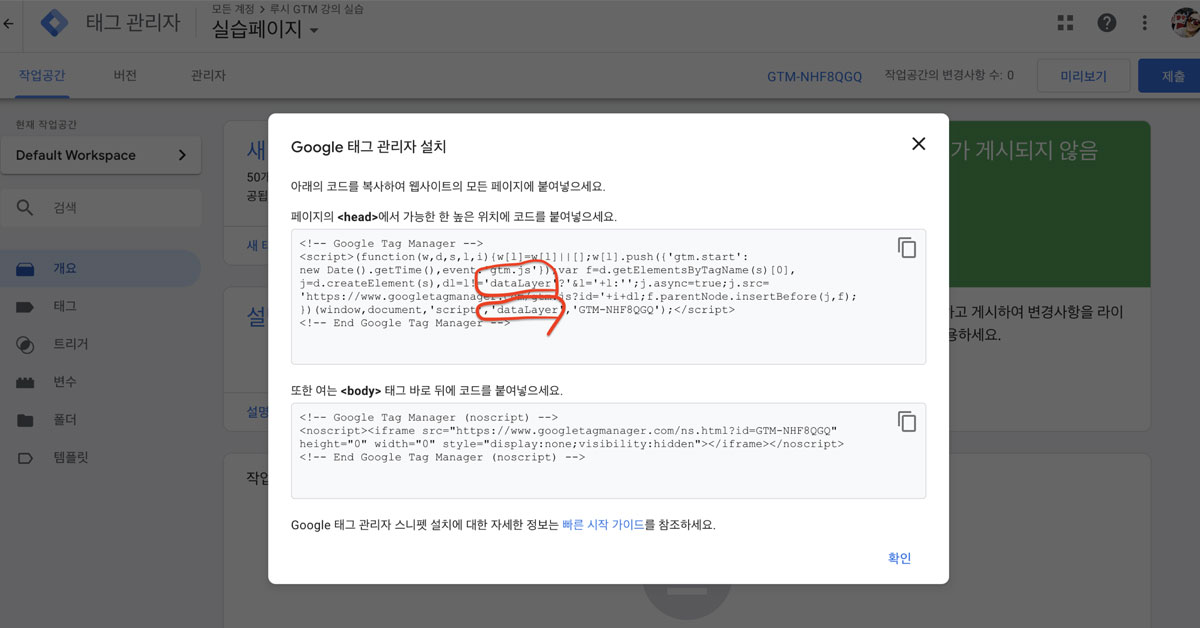 모든 계정 > 루시 GTM 강의 실습
태그 관리자
실습페이지
작업공간
버전
관리자
GTM-NHF8QGQ
작업공간의 변경사항 수: 0
미리보기
제출
현재 작업공간
Default Workspace
검색
개요
태그
트리거
변수
폴더
템플릿
새
50개
공됩
새 태
설
설명
작업
가 게시되지 않음
하고 게시하여 변경사항을 라이
용하세요.
Google 태그 관리자 설치
아래의 코드를 복사하여 웹사이트의 모든 페이지에 붙여넣으세요.
페이지의 <head>에서 가능한 한 높은 위치에 코드를 붙여넣으세요.
<!-- Google Tag Manager -->
<script>(function(w,d,s,l,i){w[l]=w[l]||[];w[l].push({'gtm.start':
new Date().getTime(),event:'gtm.js'});var f=d.getElementsByTagName(s)[0],
j=d.createElement(s),dl=l!='dataLayer'?'&l='+l:'';j.async=true;j.src=
'https://www.googletagmanager.com/gtm.js?id='+i+dl;f.parentNode.insertBefore(j,f);
})(window,document,'script','dataLayer','GTM-NHF8QGQ');</script>
<!-- End Google Tag Manager -->
또한 여는 <body> 태그 바로 뒤에 코드를 붙여넣으세요.
<!-- Google Tag Manager (noscript) -->
<noscript><iframe src="https://www.googletagmanager.com/ns.html?id=GTM-NHF8QGQ"
height="0" width="0" style="display:none;visibility:hidden"></iframe></noscript>
<!-- End Google Tag Manager (noscript) -->
Google 태그 관리자 스니펫 설치에 대한 자세한 정보는 빠른 시작 가이드를 참조하세요.
확인